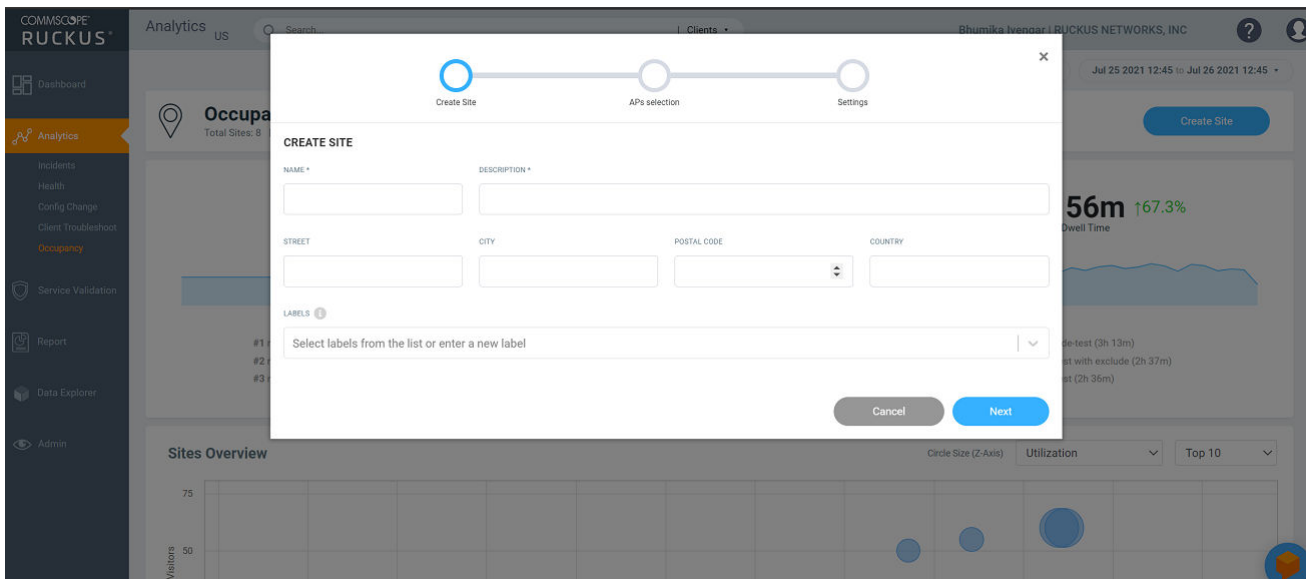 COMMSCOPE
RUCKUS
Analytics US
Search...
Clients
Bhumika Iyengar | RUCKUS NETWORKS, INC
?
×
Jul 25 2021 12:45 to Jul 26 2021 12:45
Dashboard
Create Site
APs selection
Settings
Occupa
Total Sites: 8
Create Site
Analytics
CREATE SITE
Incidents
NAME *
DESCRIPTION *
Health
Config Change
56m ↑67.3%
Client Troubleshoot
Dwell Time
Occupancy
STREET
CITY
POSTAL CODE
COUNTRY
Service Validation
LABELS i
Report
Select labels from the list or enter a new label
#1
de-test (3h 13m)
#2
st with exclude (2h 37m)
#3
st (2h 36m)
Data Explorer
Cancel
Next
Admin
Sites Overview
Circle Size (Z-Axis)
Utilization
Top 10
75
50
Visitors